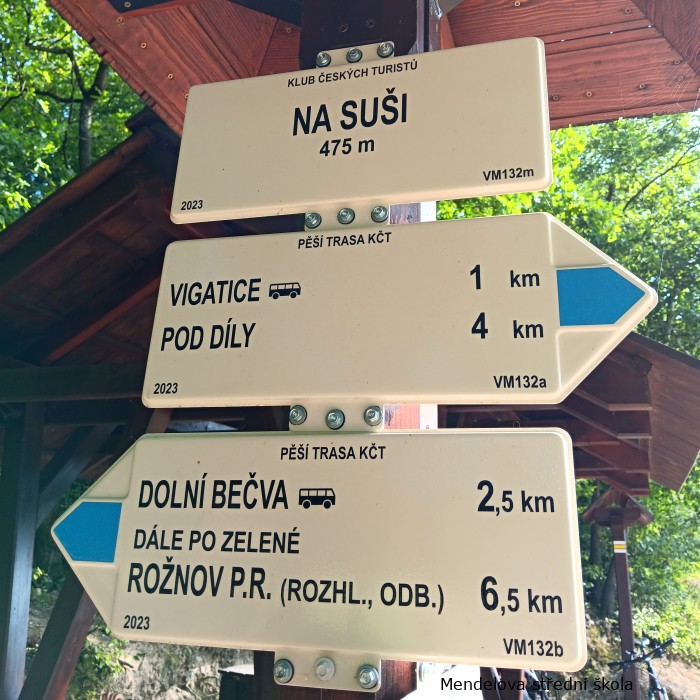 KLUB ČESKÝCH TURISTŮ
NA SUŠI
475 m
2023 VM132m
PĚŠÍ TRASA KČT
VIGATICE 1 km
POD DÍLY 4 km
2023 VM132a
PĚŠÍ TRASA KČT
DOLNÍ BEČVA 2,5 km
DÁLE PO ZELENÉ
ROŽNOV P.R. (ROZHL., ODB.) 6,5 km
2023 VM132b
Mendelova střední škola